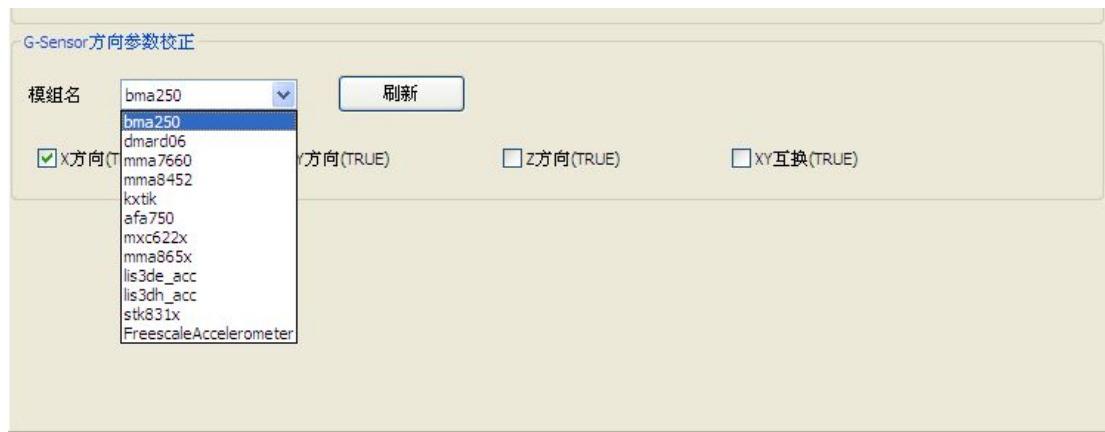 G-Sensor方向参数校正
模组名
bma250
刷新
bma250
dmard06
mma7660
mma8452
kxtik
afa750
mxc622x
mma865x
lis3de_acc
lis3dh_acc
stk831x
FreescaleAccelerometer
X方向(T
Y方向(TRUE)
Z方向(TRUE)
XY互换(TRUE)